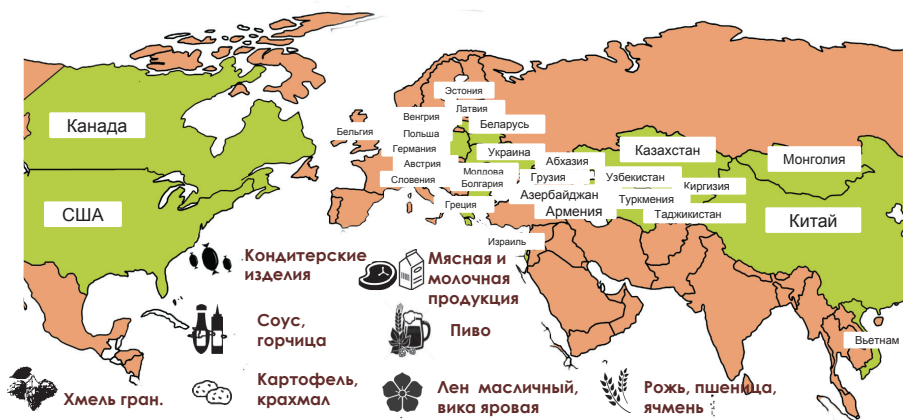 Эстония
Латвия
Канада
Венгрия
Беларусь
Бельгия
Польша
Германия
Украина
Казахстан
Абхазия
Монголия
Австрия
Молдова
Грузия
Узбекистан
Словения
Болгария
Киргизия
Азербайджан
Туркмения
США
Греция
Армения
Таджикистан
Китай
Израиль
Кондитерские
изделия
Мясная и
молочная
продукция
Соус,
горчица
Пиво
Вьетнам
Хмель гран.
Картофель,
крахмал
Лен масличный,
вика яровая
Рожь, пшеница,
ячмень